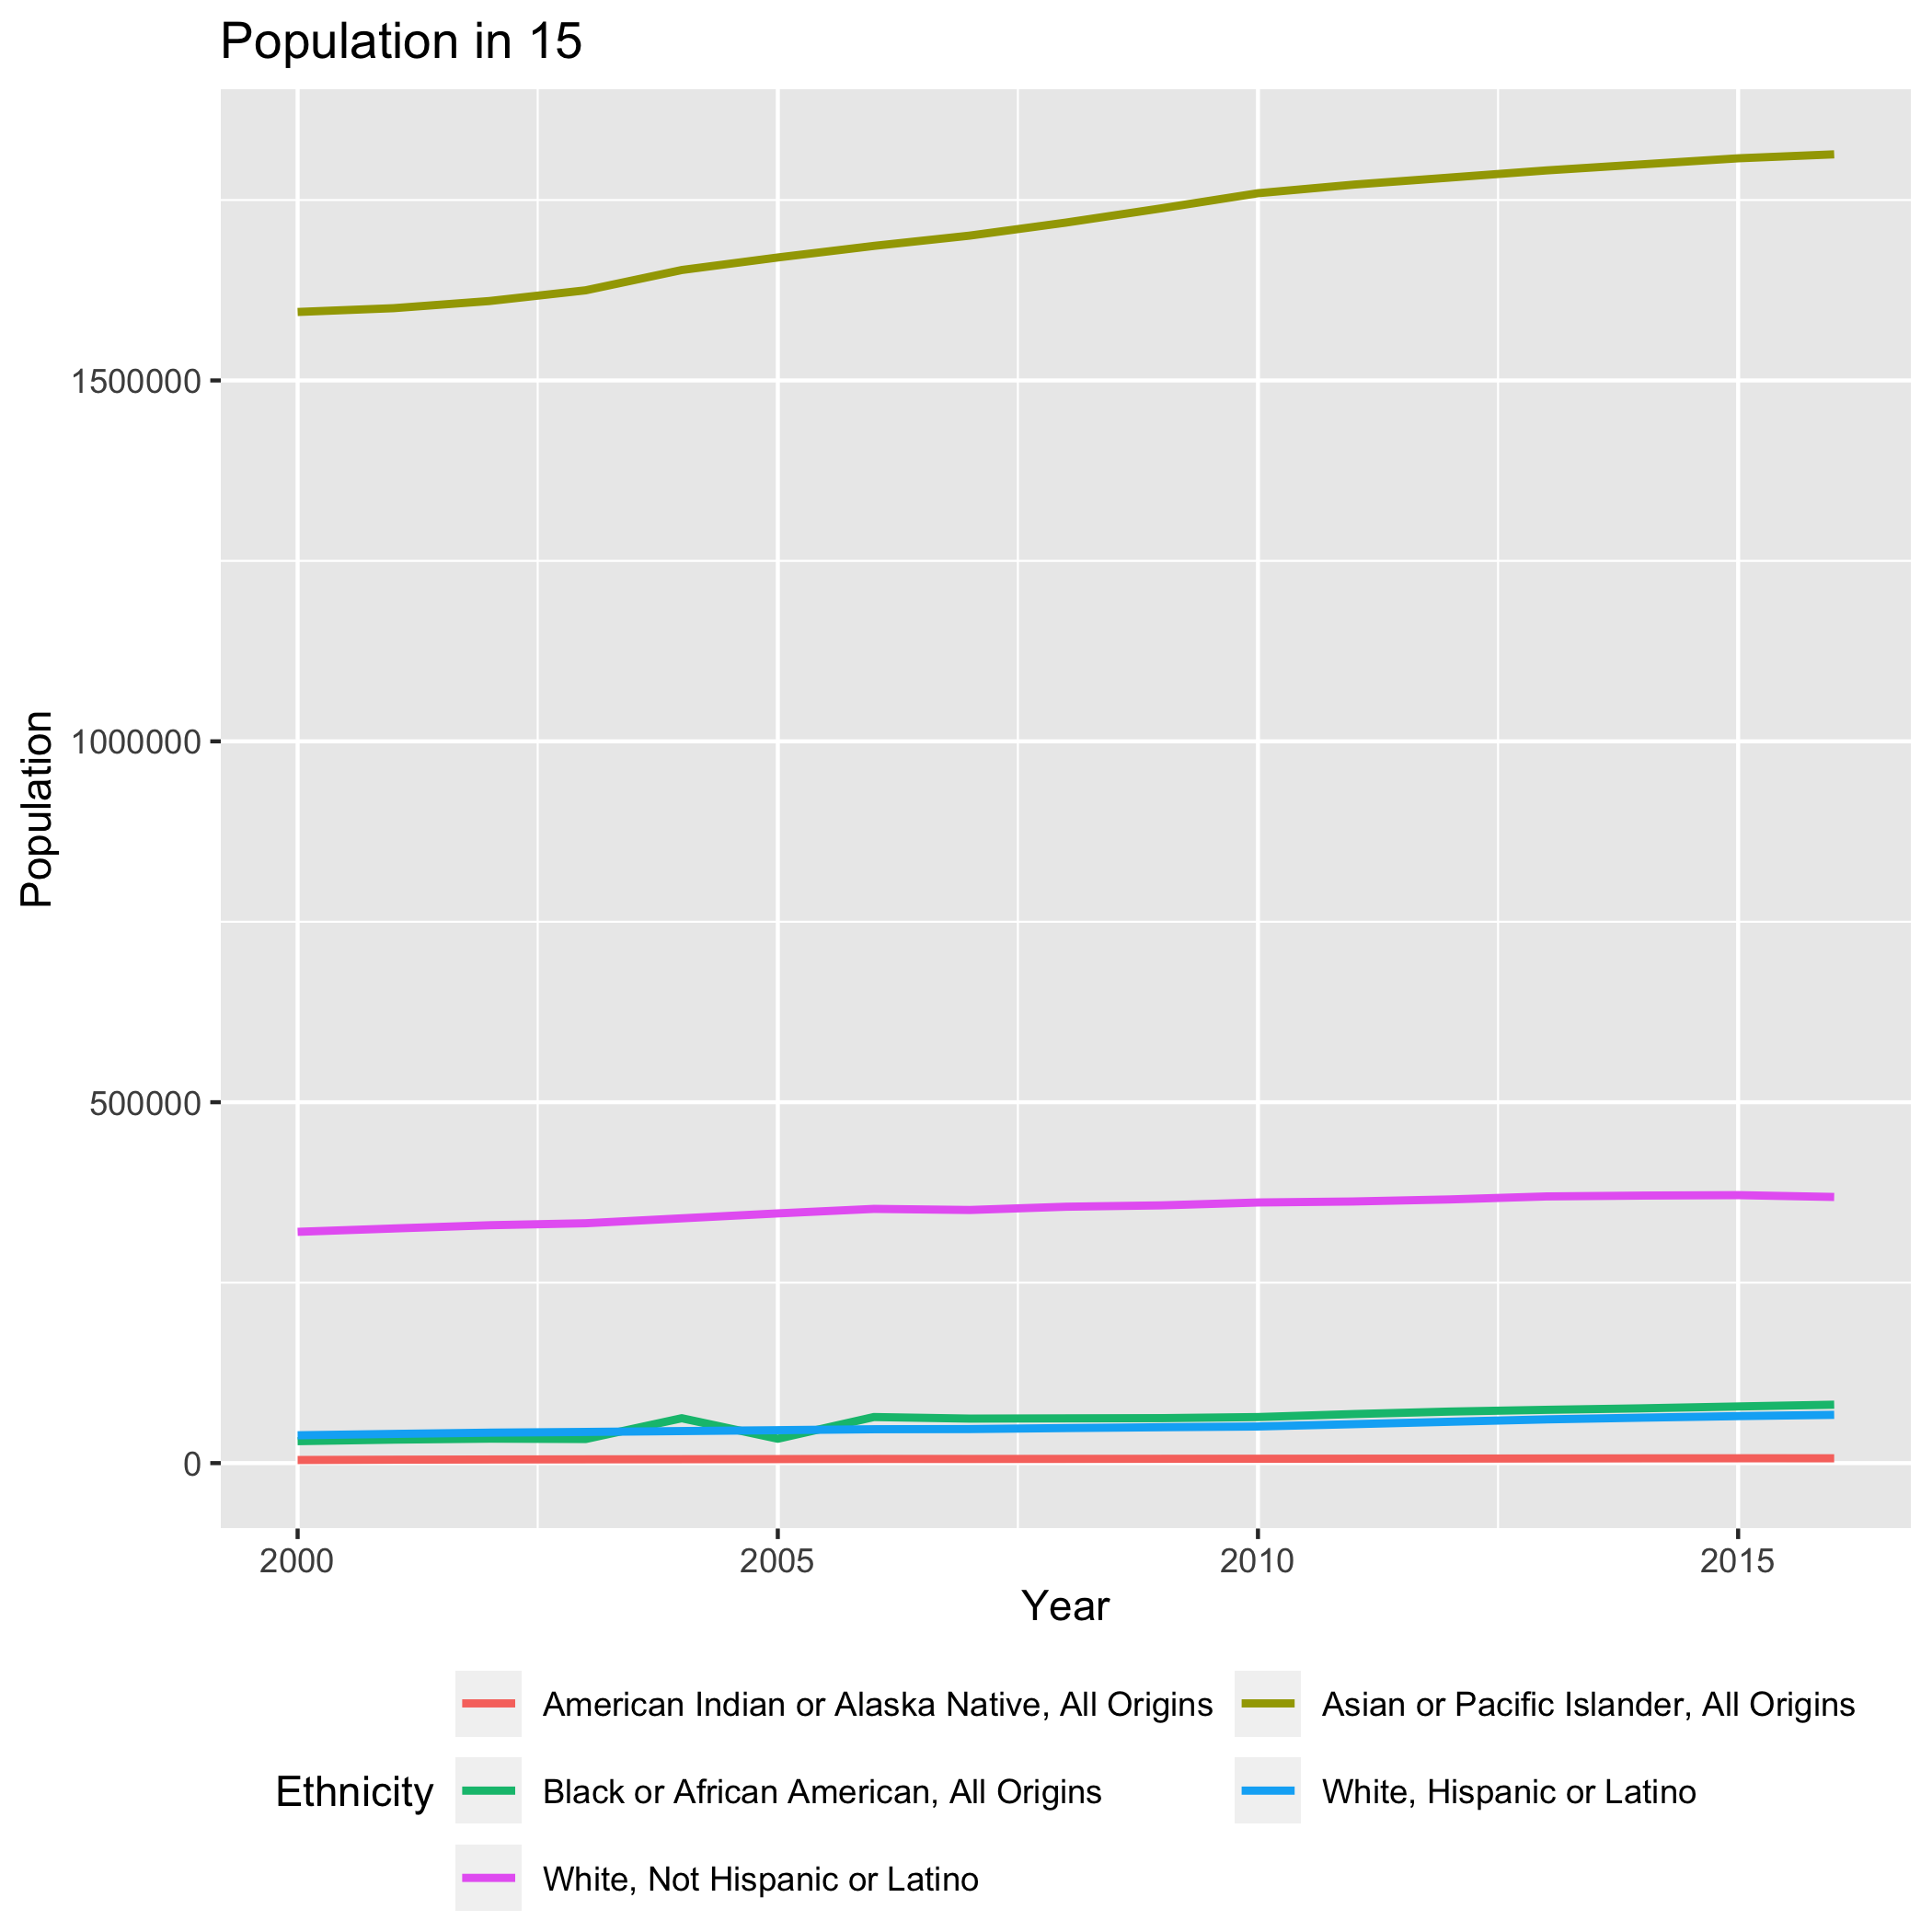 Population in 15
Population
1500000
1000000
500000
0
2000 2005 2010 2015
Year
Ethnicity
American Indian or Alaska Native, All Origins
Asian or Pacific Islander, All Origins
Black or African American, All Origins
White, Hispanic or Latino
White, Not Hispanic or Latino